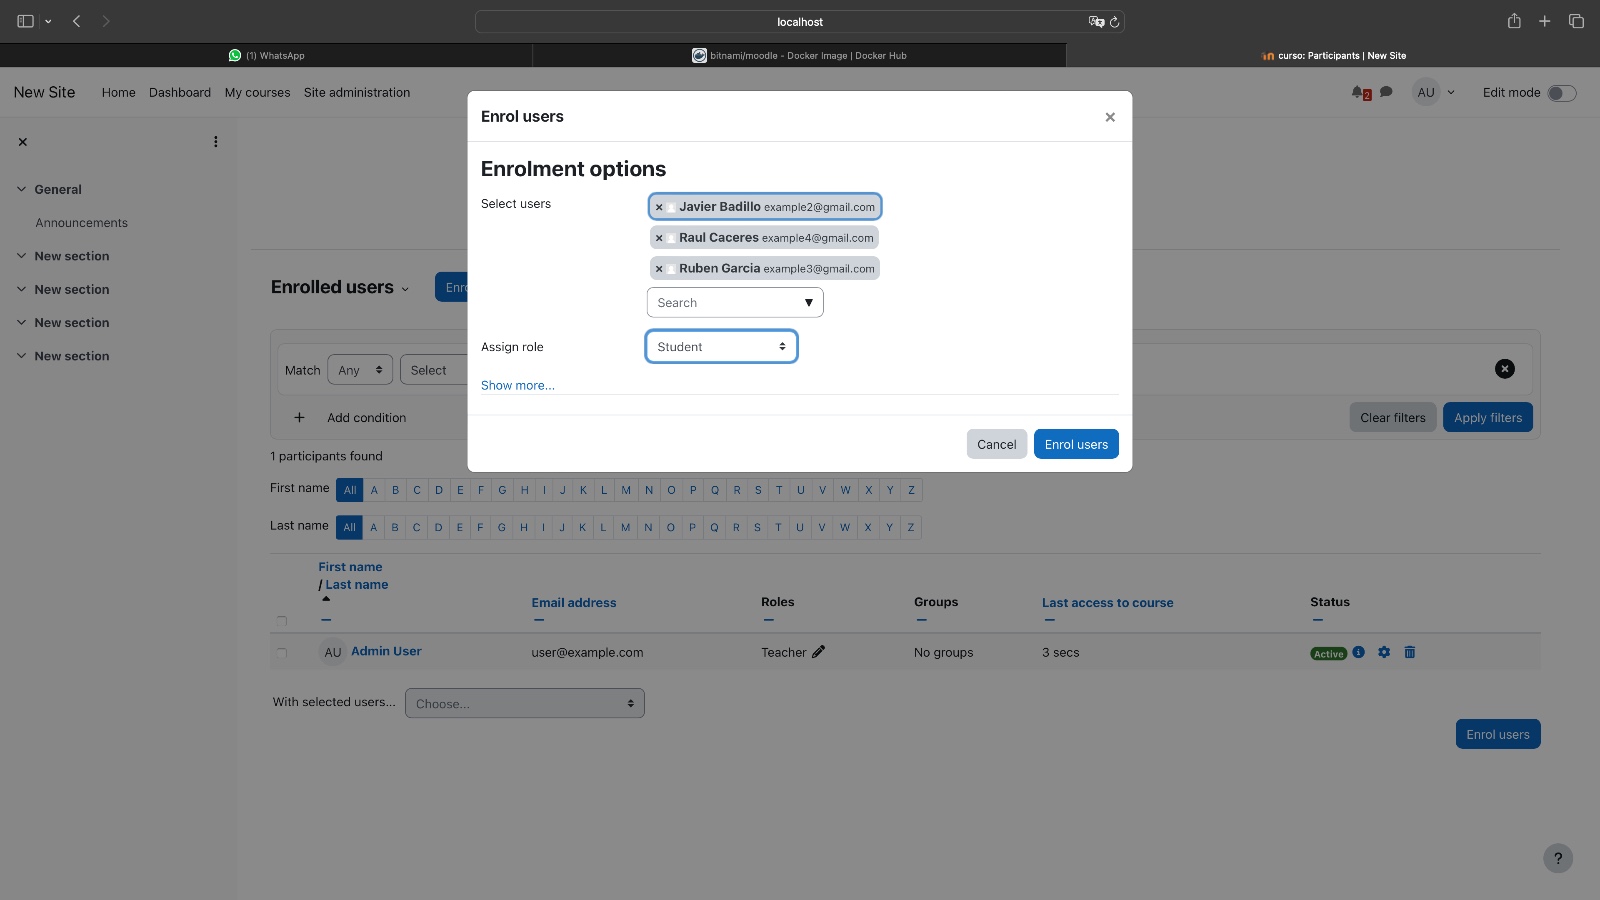 localhost
(1) WhatsApp
bitnami/moodle - Docker Image | Docker Hub
curso: Participants | New Site
New Site
Home
Dashboard
My courses
Site administration
2
AU
Edit mode
General
Announcements
New section
New section
New section
New section
Enrol users
×
Enrolment options
Select users
× Javier Badillo example2@gmail.com
× Raul Caceres example4@gmail.com
× Ruben Garcia example3@gmail.com
Search ▼
Assign role
Student
Show more...
Cancel
Enrol users
Enrolled users
Enr
Match
Any
Select
+ Add condition
Clear filters
Apply filters
1 participants found
First name
All A B C D E F G H I J K L M N O P Q R S T U V W X Y Z
Last name
All A B C D E F G H I J K L M N O P Q R S T U V W X Y Z
First name
/ Last name
Email address
Roles
Groups
Last access to course
Status
AU Admin User
user@example.com
Teacher
No groups
3 secs
Active
With selected users...
Choose...
Enrol users
?